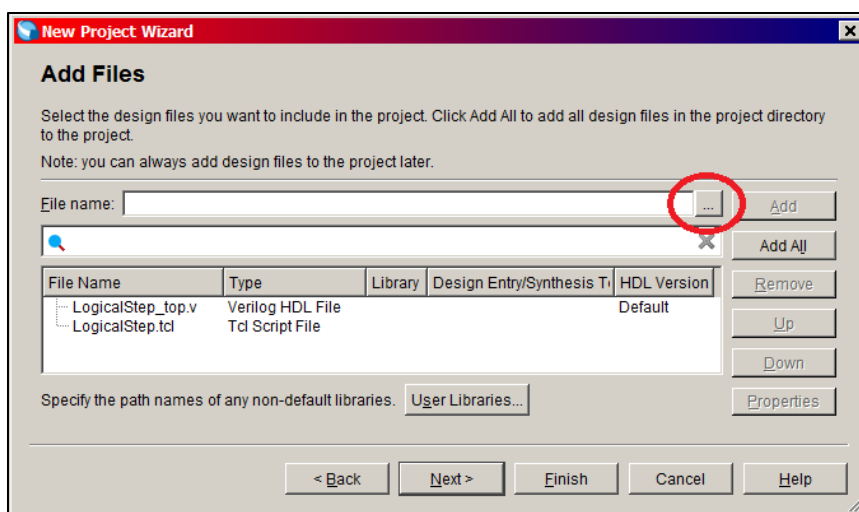 New Project Wizard
Add Files
Select the design files you want to include in the project. Click Add All to add all design files in the project directory
to the project.
Note: you can always add design files to the project later.
File name: ... Add
Add All
File Name Type Library Design Entry/Synthesis T HDL Version Remove
LogicalStep_top.v Verilog HDL File Default
LogicalStep.tcl Tcl Script File Up
Down
Specify the path names of any non-default libraries. User Libraries... Properties
< Back Next > Finish Cancel Help